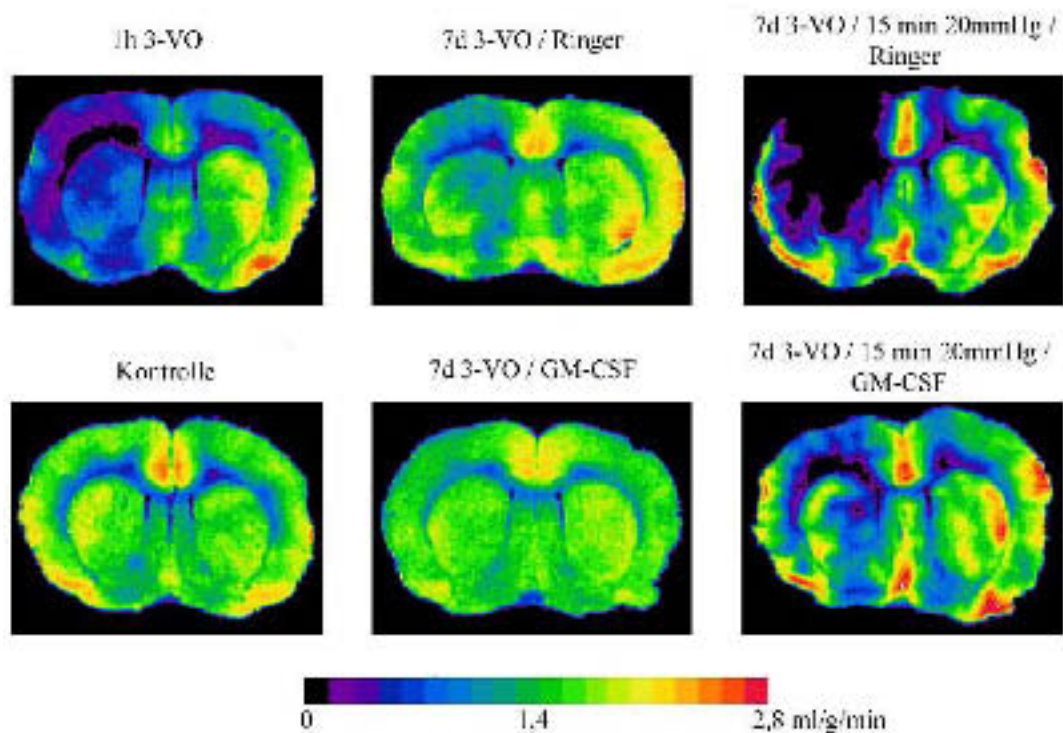 1h 3-VO
7d 3-VO / Ringer
7d 3-VO / 15 min 20mmHg /
Ringer
Kontrolle
7d 3-VO / GM-CSF
7d 3-VO / 15 min 20mmHg /
GM-CSF
0 1,4 2,8 ml/g/min